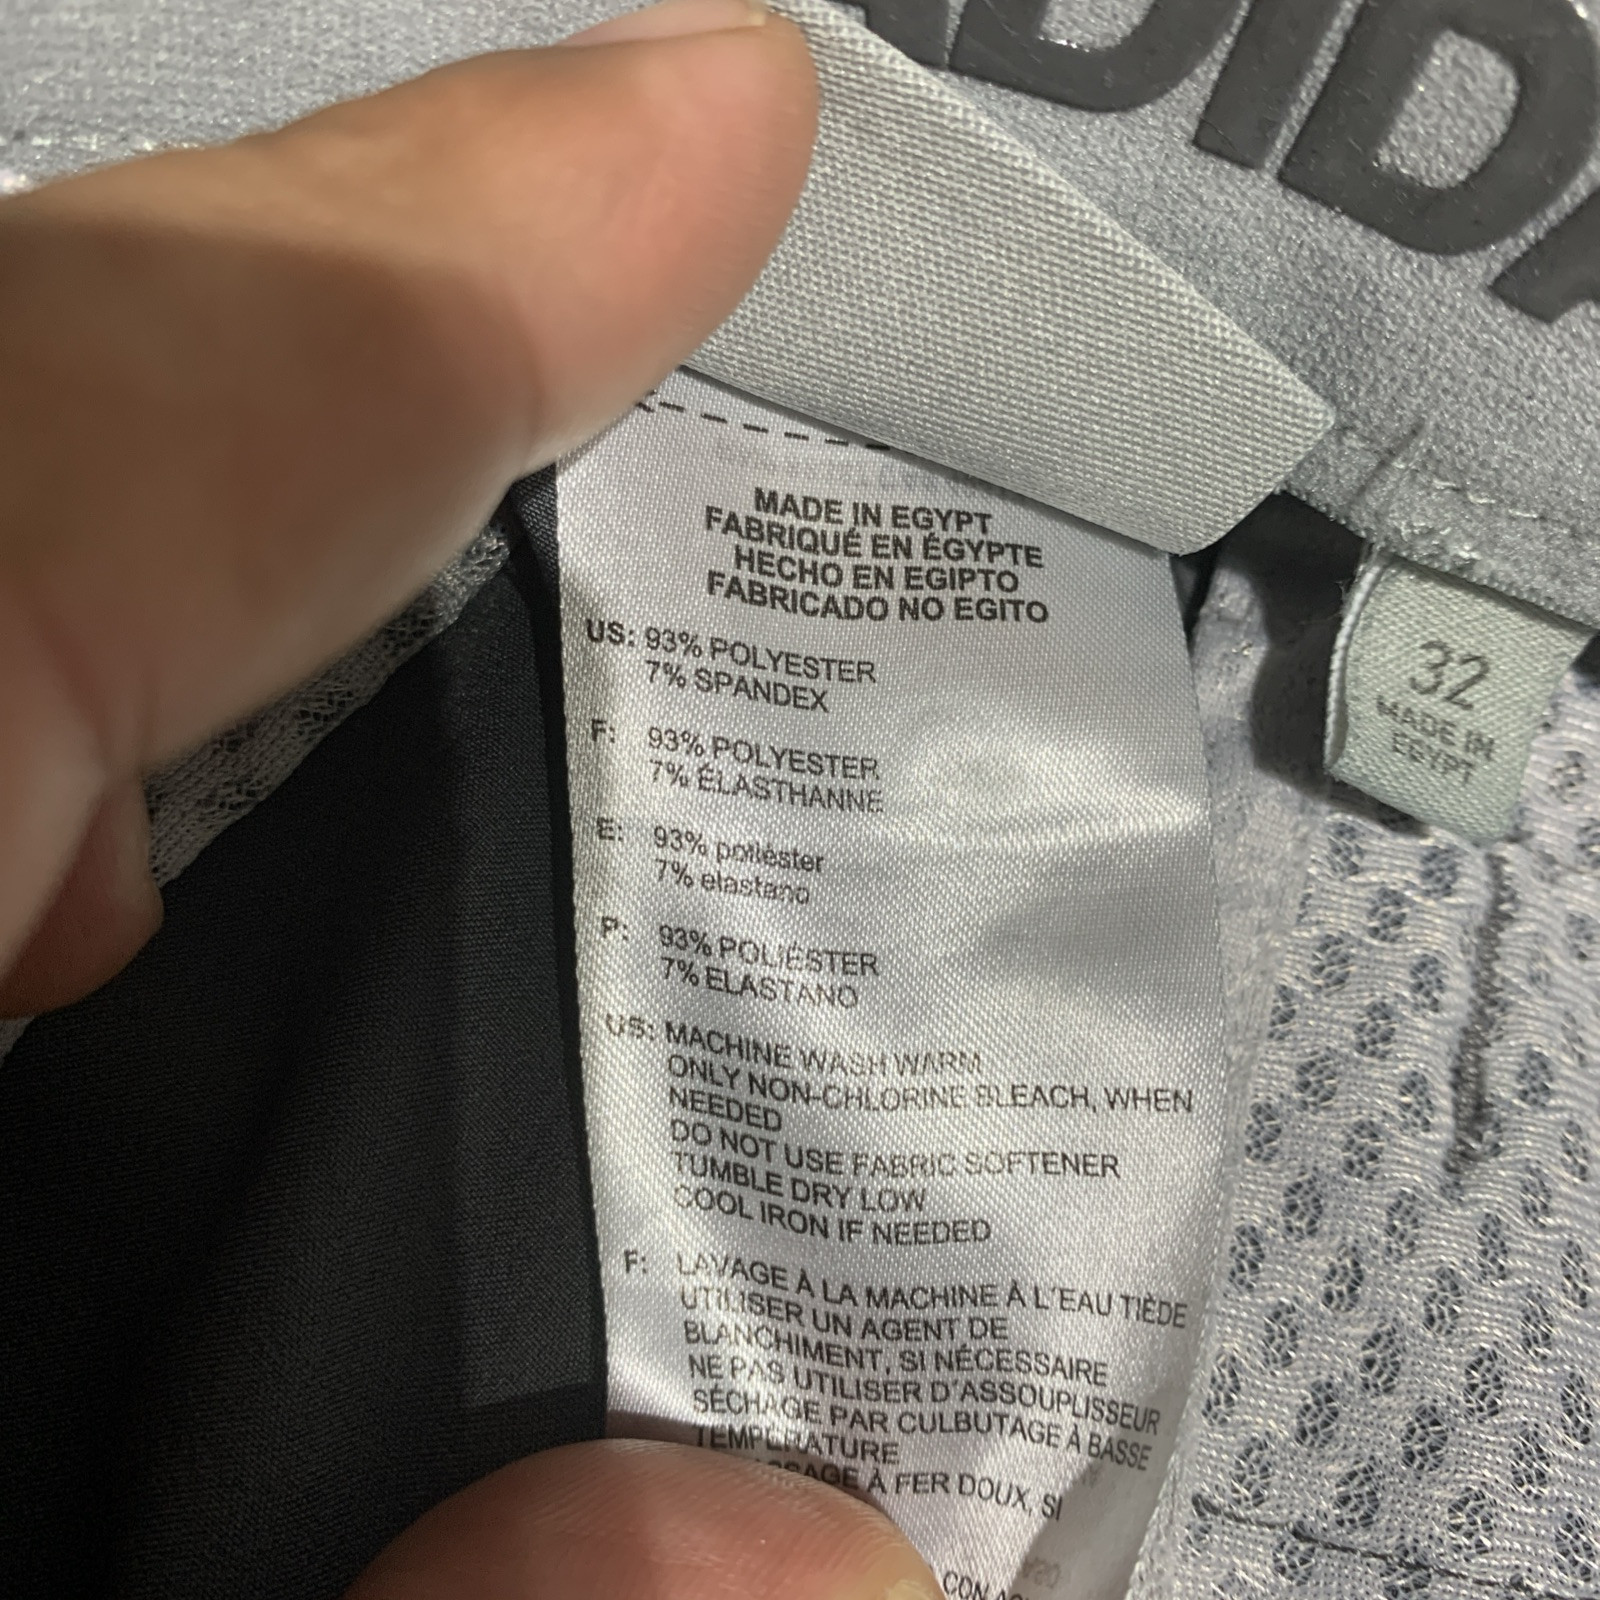 ADIDA
MADE IN EGYPT
FABRIQUÉ EN ÉGYPTE
HECHO EN EGIPTO
FABRICADO NO EGITO
US: 93% POLYESTER
7% SPANDEX
F: 93% POLYESTER
7% ÉLASTHANNE
E: 93% poliéster
7% elastano
P: 93% POLIÉSTER
7% ELASTANO
US: MACHINE WASH WARM
ONLY NON-CHLORINE BLEACH, WHEN
NEEDED
DO NOT USE FABRIC SOFTENER
TUMBLE DRY LOW
COOL IRON IF NEEDED
F: LAVAGE À LA MACHINE À L'EAU TIÈDE
UTILISER UN AGENT DE
BLANCHIMENT, SI NÉCESSAIRE
NE PAS UTILISER D'ASSOUPLISSEUR
SÉCHAGE PAR CULBUTAGE À BASSE
TEMPÉRATURE
À FER DOUX, SI
CON
32
MADE IN
EGYPT